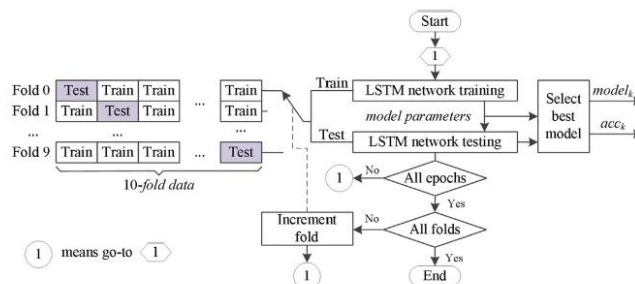 Start
1
Fold 0 Test Train Train ... Train
Fold 1 Train Test Train ... Train
... ... ... ...
Fold 9 Train Train Train ... Test
10-fold data
Train
LSTM network training
model parameters
Test
LSTM network testing
Select best model
model_k
acc_k
All epochs
No
1
Yes
All folds
No
Increment fold
1
Yes
End
1 means go-to 1